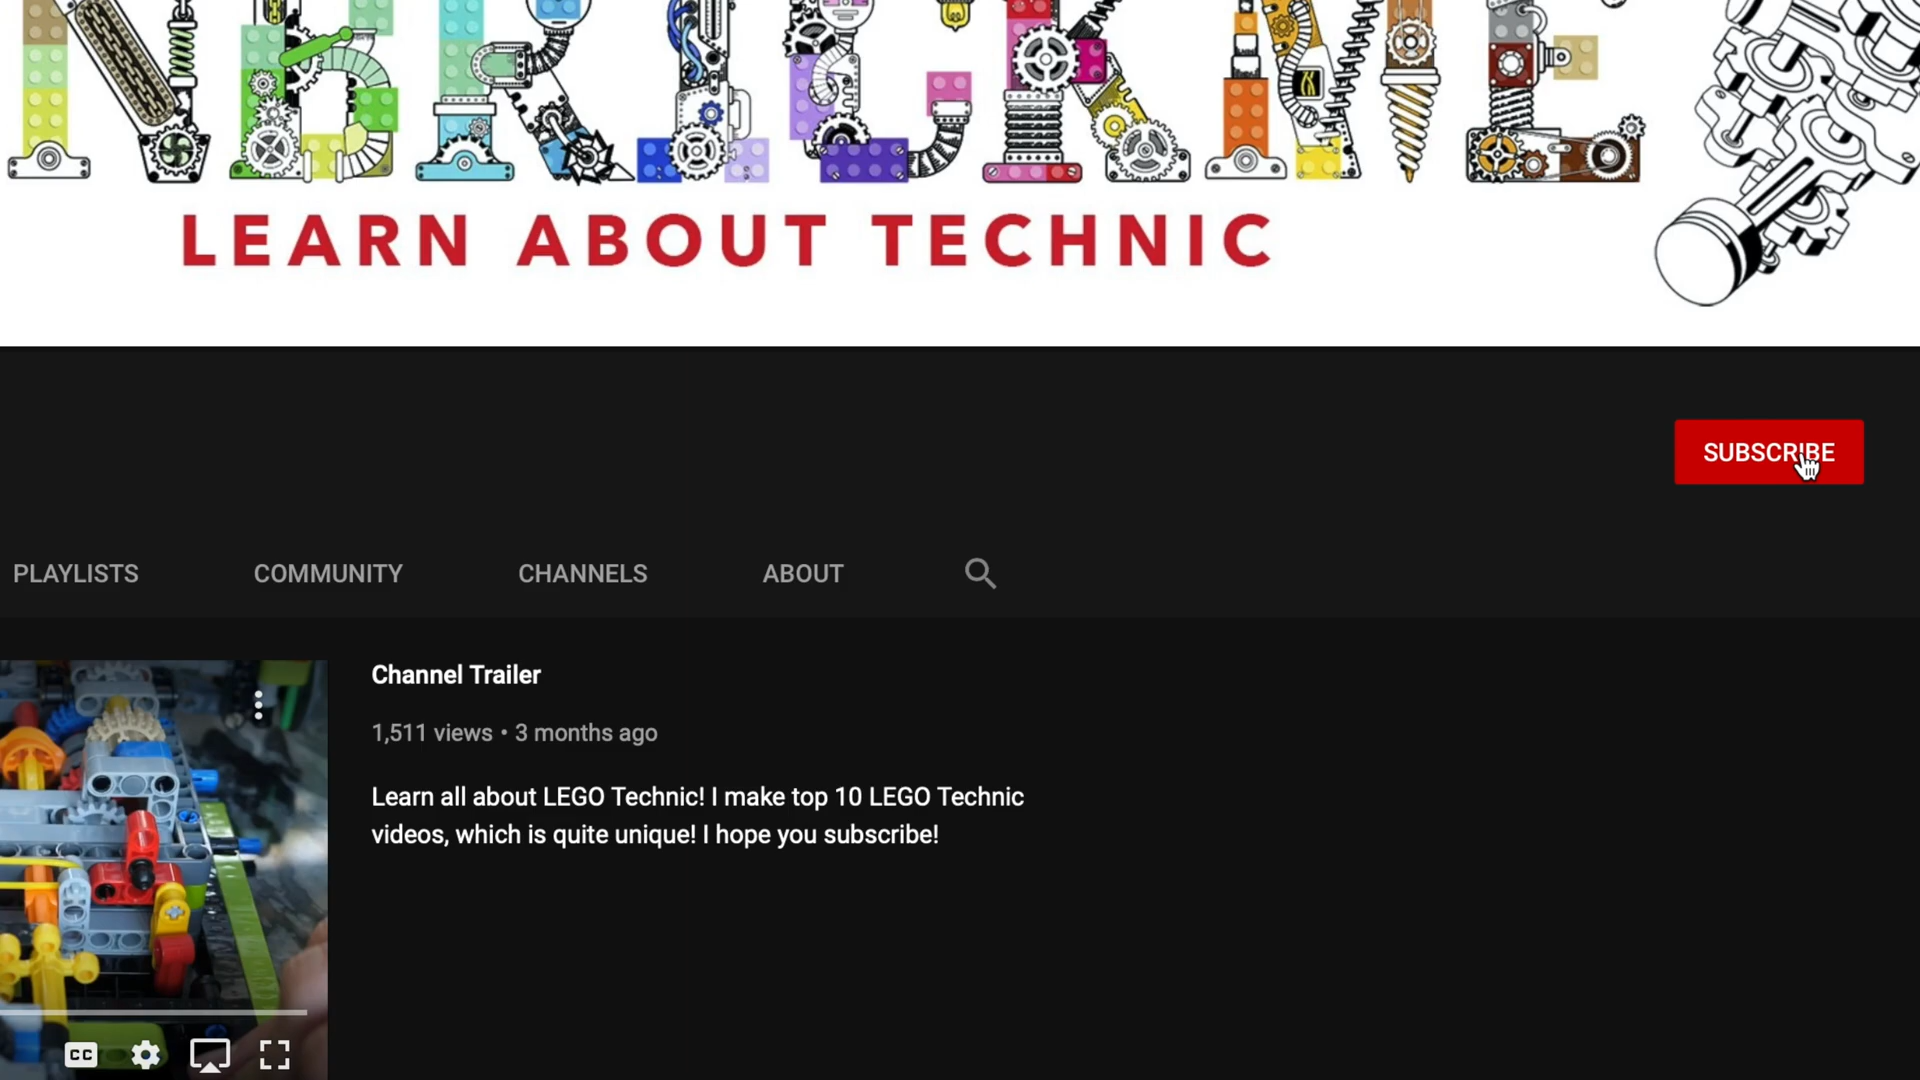 LEARN ABOUT TECHNIC
SUBSCRIBE
PLAYLISTS COMMUNITY CHANNELS ABOUT
Channel Trailer
1,511 views • 3 months ago
Learn all about LEGO Technic! I make top 10 LEGO Technic
videos, which is quite unique! I hope you subscribe!
CC